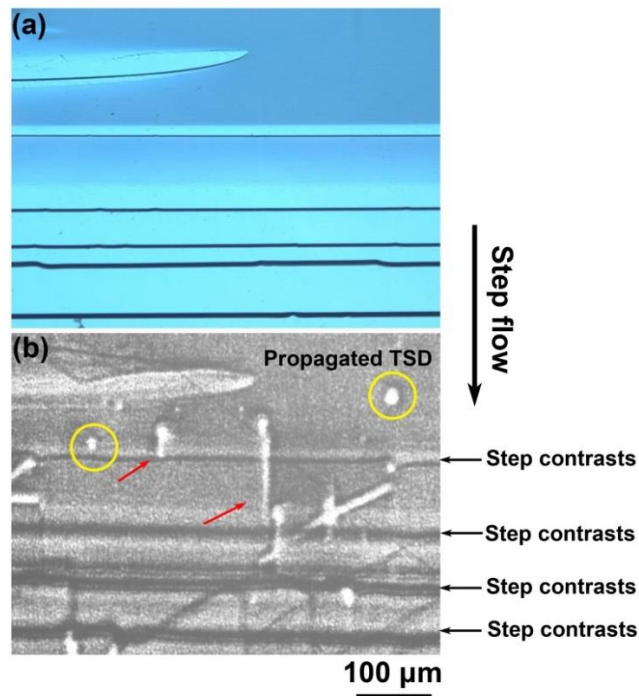 (a)
Step flow
(b)
Propagated TSD
Step contrasts
Step contrasts
Step contrasts
Step contrasts
100 μm